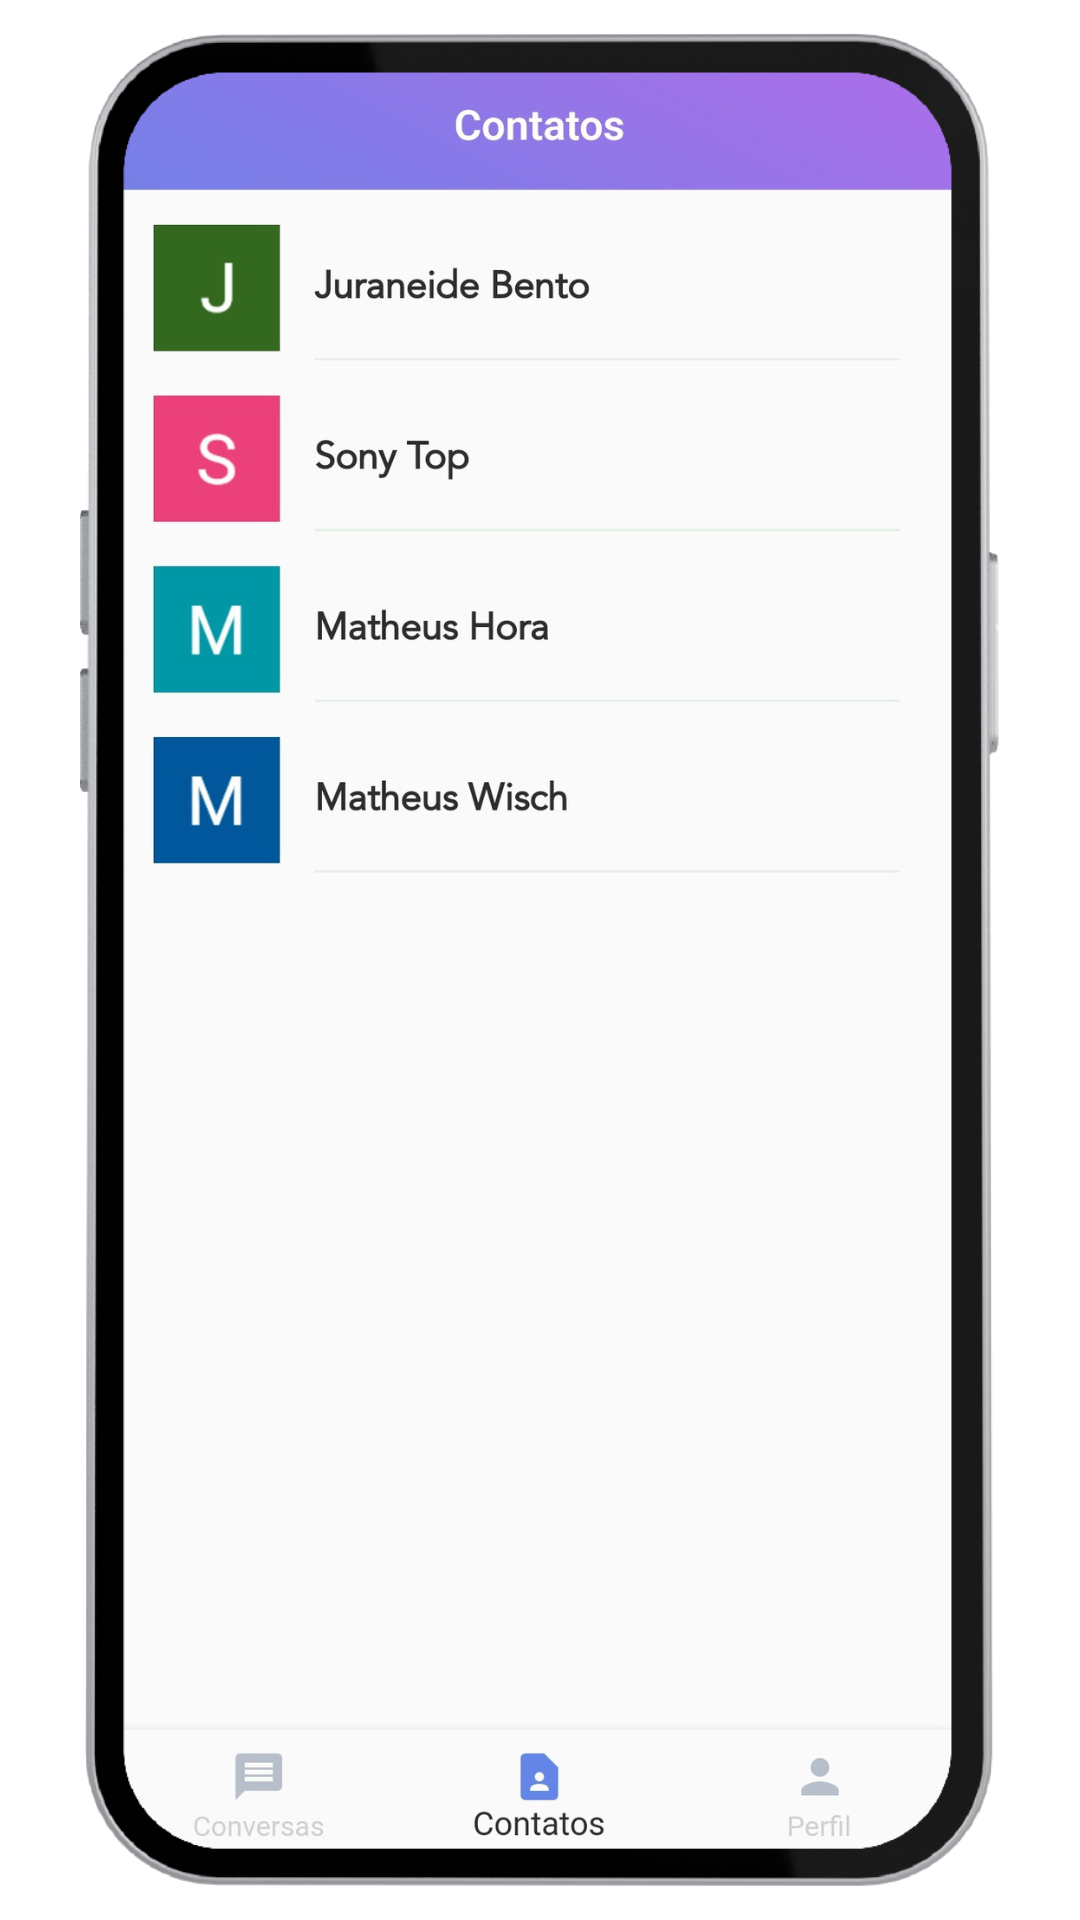 Contatos
J
Juraneide Bento
S
Sony Top
M
Matheus Hora
M
Matheus Wisch
Conversas
Contatos
Perfil